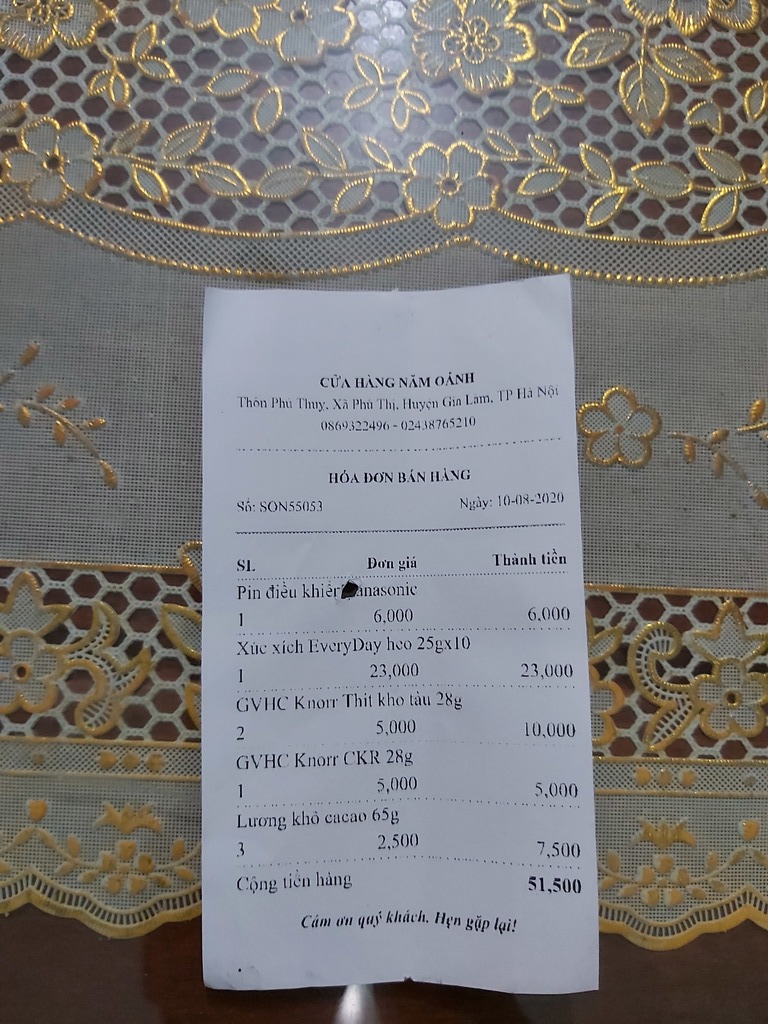 CỬA HÀNG NĂM OÁNH
Thôn Phú Thụy, Xã Phú Thị, Huyện Gia Lâm, TP Hà Nội
0869322496 - 02438765210
HÓA ĐƠN BÁN HÀNG
Số: SON55053 Ngày: 10-08-2020
SL Đơn giá Thành tiền
Pin điều khiển anasonic
1 6,000 6,000
Xúc xích EveryDay heo 25gx10
1 23,000 23,000
GVHC Knorr Thịt kho tàu 28g
2 5,000 10,000
GVHC Knorr CKR 28g
1 5,000 5,000
Lương khô cacao 65g
3 2,500 7,500
Cộng tiền hàng 51,500
Cám ơn quý khách. Hẹn gặp lại!